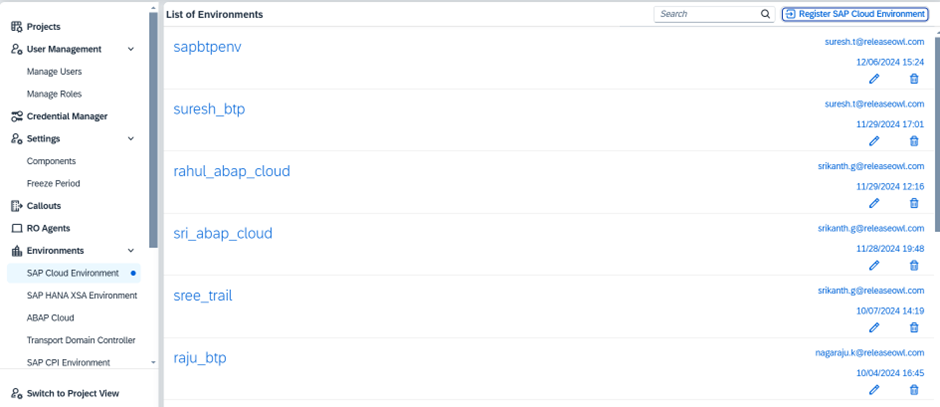 Projects
User Management
Manage Users
Manage Roles
Credential Manager
Settings
Components
Freeze Period
Callouts
RO Agents
Environments
SAP Cloud Environment
SAP HANA XSA Environment
ABAP Cloud
Transport Domain Controller
SAP CPI Environment
Switch to Project View
List of Environments
Search
Register SAP Cloud Environment
sapbtpenv
suresh.t@releaseowl.com
12/06/2024 15:24
suresh_btp
suresh.t@releaseowl.com
11/29/2024 17:01
rahul_abap_cloud
srikanth.g@releaseowl.com
11/29/2024 12:16
sri_abap_cloud
srikanth.g@releaseowl.com
11/28/2024 19:48
sree_trail
srikanth.g@releaseowl.com
10/07/2024 14:19
raju_btp
nagaraju.k@releaseowl.com
10/04/2024 16:45